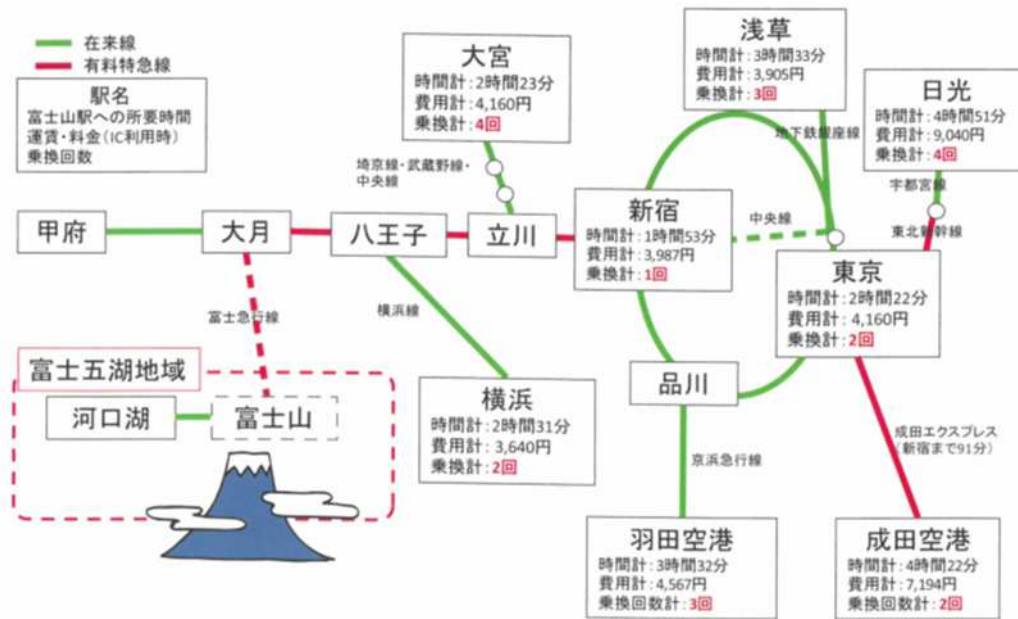 在来線
有料特急線
駅名
富士山駅への所要時間
運賃・料金(IC利用時)
乗換回数
大宮
時間計:2時間23分
費用計:4,160円
乗換計:4回
浅草
時間計:3時間33分
費用計:3,905円
乗換計:3回
日光
時間計:4時間51分
費用計:9,040円
乗換計:4回
地下鉄銀座線
埼京線・武蔵野線・
中央線
宇都宮線
東北新幹線
甲府
大月
八王子
立川
新宿
時間計:1時間53分
費用計:3,987円
乗換計:1回
中央線
東京
時間計:2時間22分
費用計:4,160円
乗換計:2回
富士急行線
横浜線
富士五湖地域
河口湖
富士山
横浜
時間計:2時間31分
費用計:3,640円
乗換計:2回
品川
京浜急行線
成田エクスプレス
(新宿まで91分)
羽田空港
時間計:3時間32分
費用計:4,567円
乗換回数計:3回
成田空港
時間計:4時間22分
費用計:7,194円
乗換回数計:2回